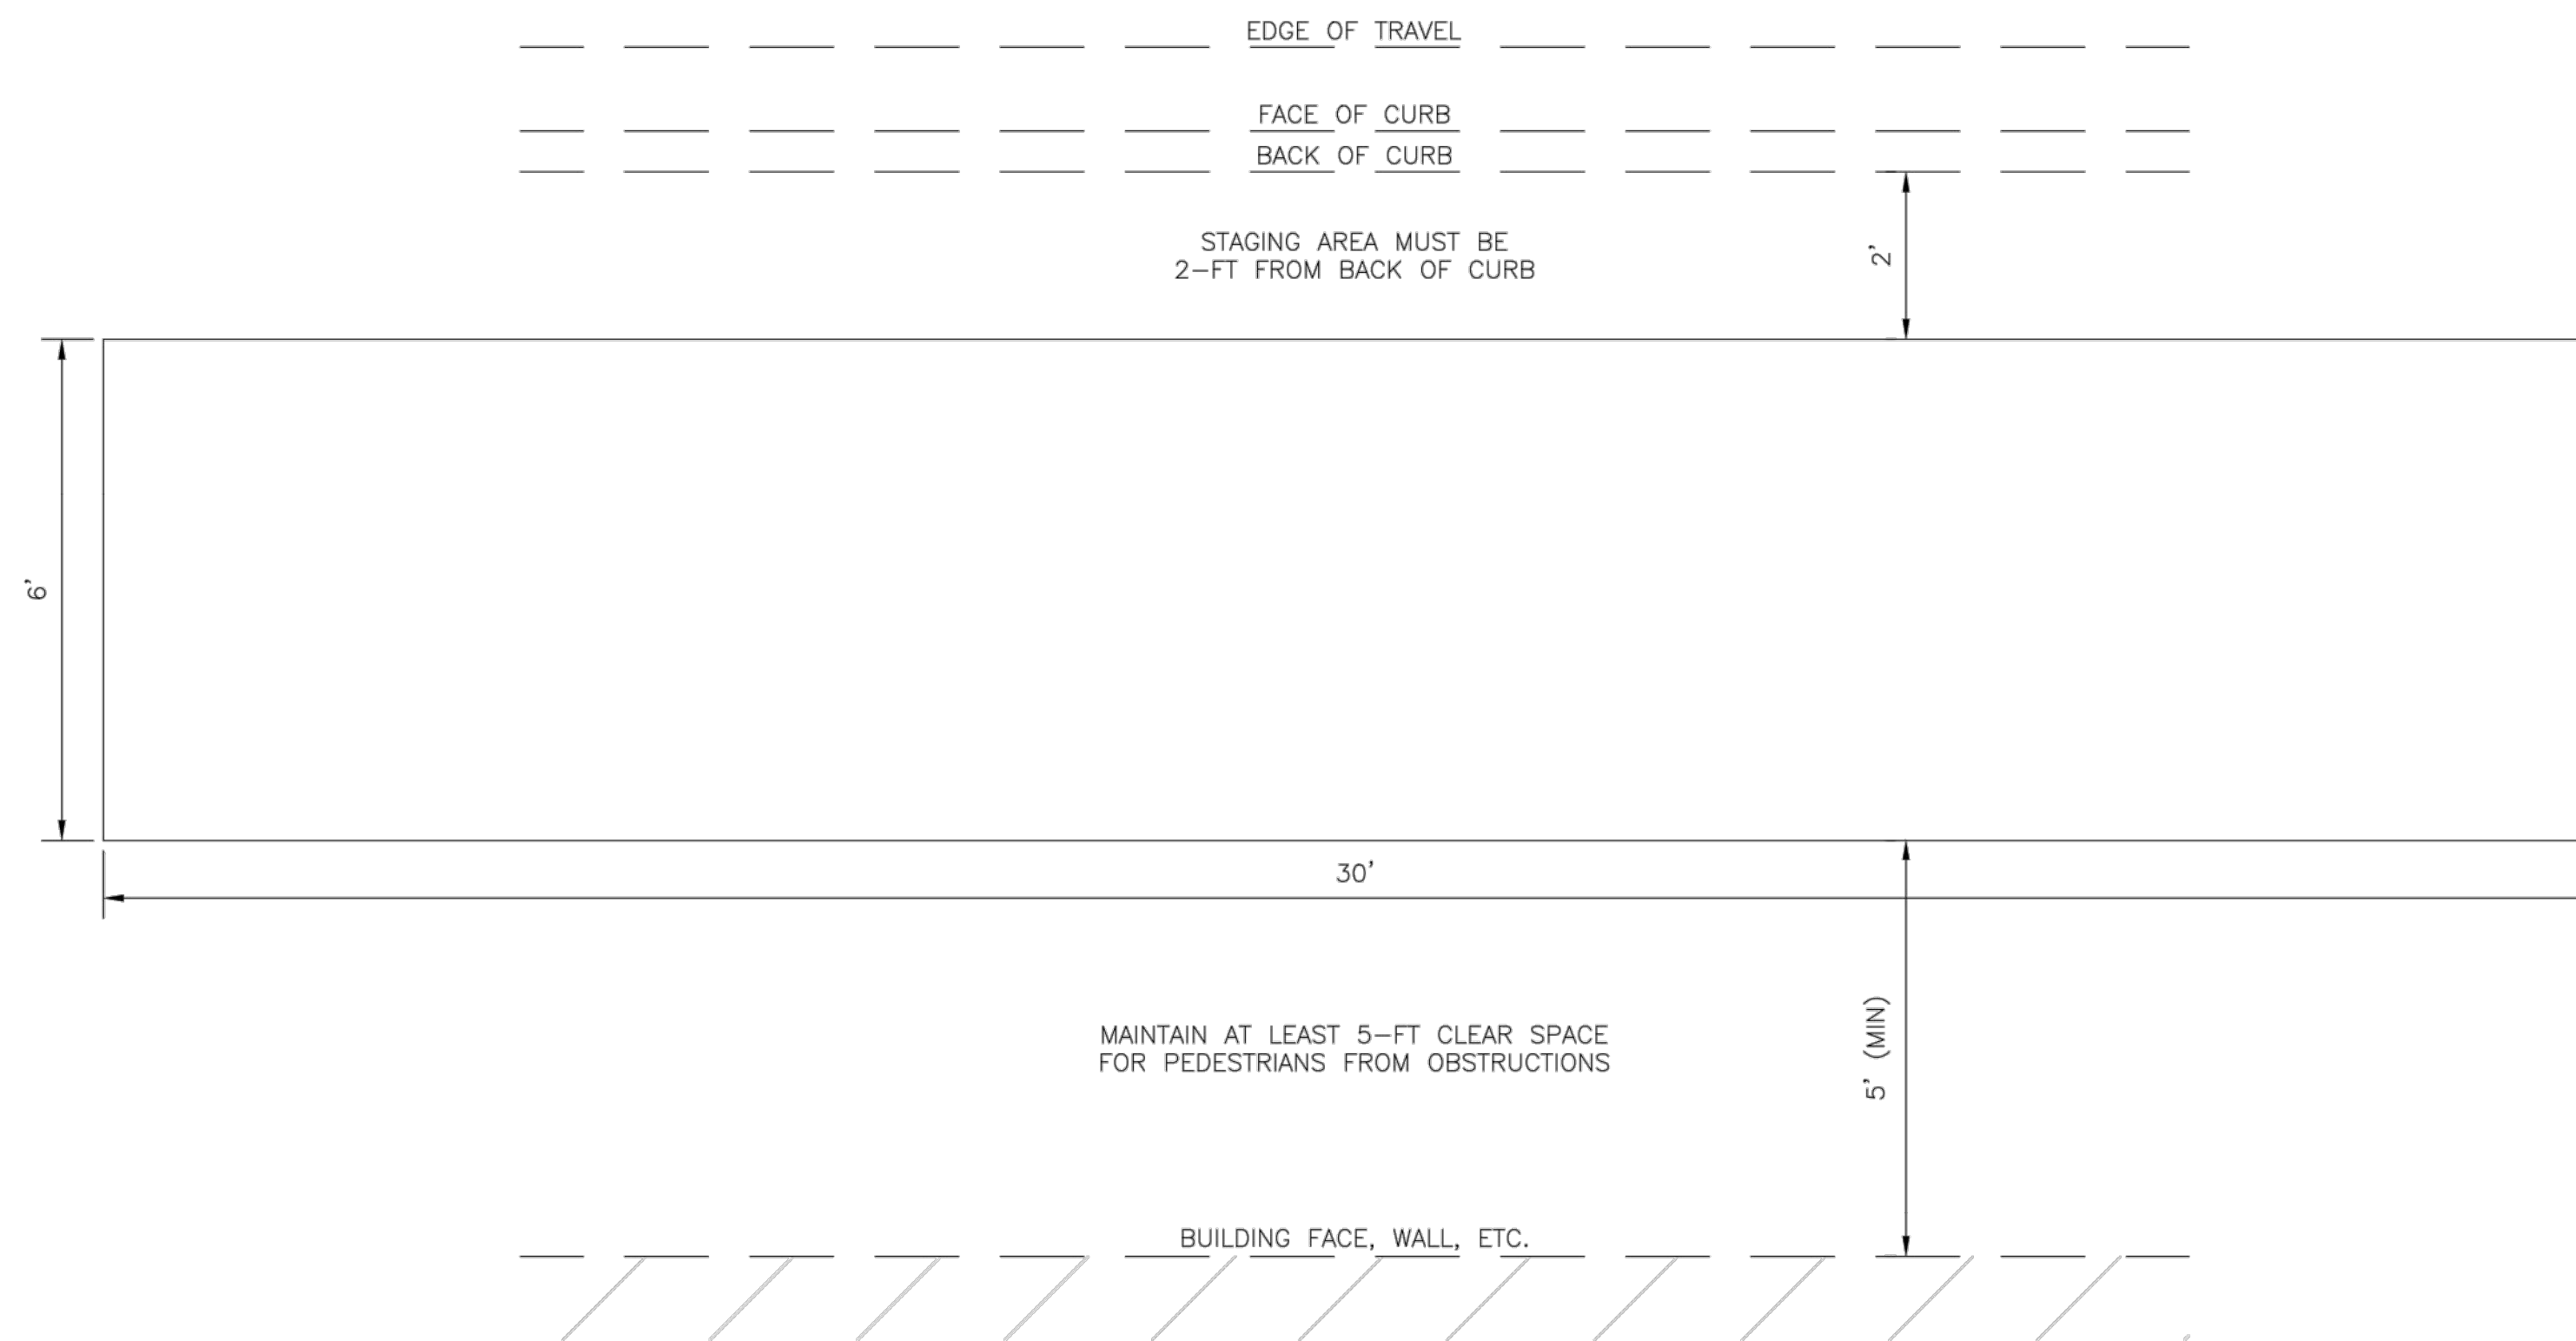 EDGE OF TRAVEL
FACE OF CURB
BACK OF CURB
STAGING AREA MUST BE
2-FT FROM BACK OF CURB
2'
6'
30'
MAINTAIN AT LEAST 5-FT CLEAR SPACE
FOR PEDESTRIANS FROM OBSTRUCTIONS
5' (MIN)
BUILDING FACE, WALL, ETC.